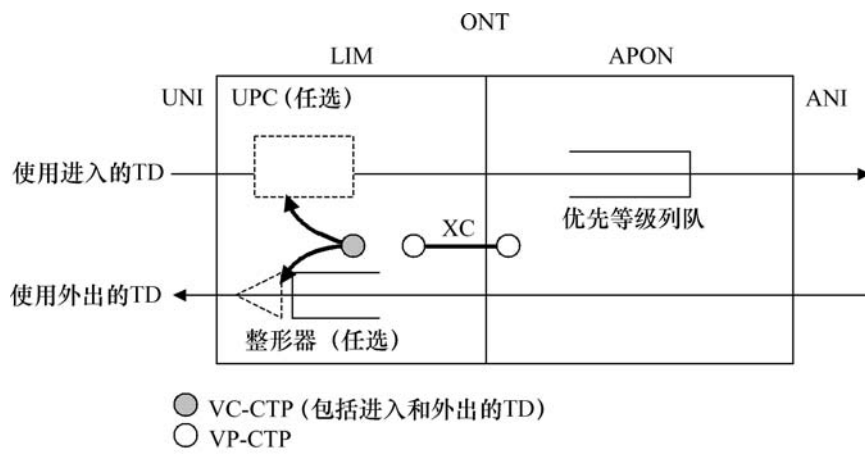 ONT
LIM
APON
UNI
UPC (任选)
ANI
使用进入的TD
优先等级列队
XC
使用外出的TD
整形器 (任选)
VC-CTP (包括进入和外出的TD)
VP-CTP